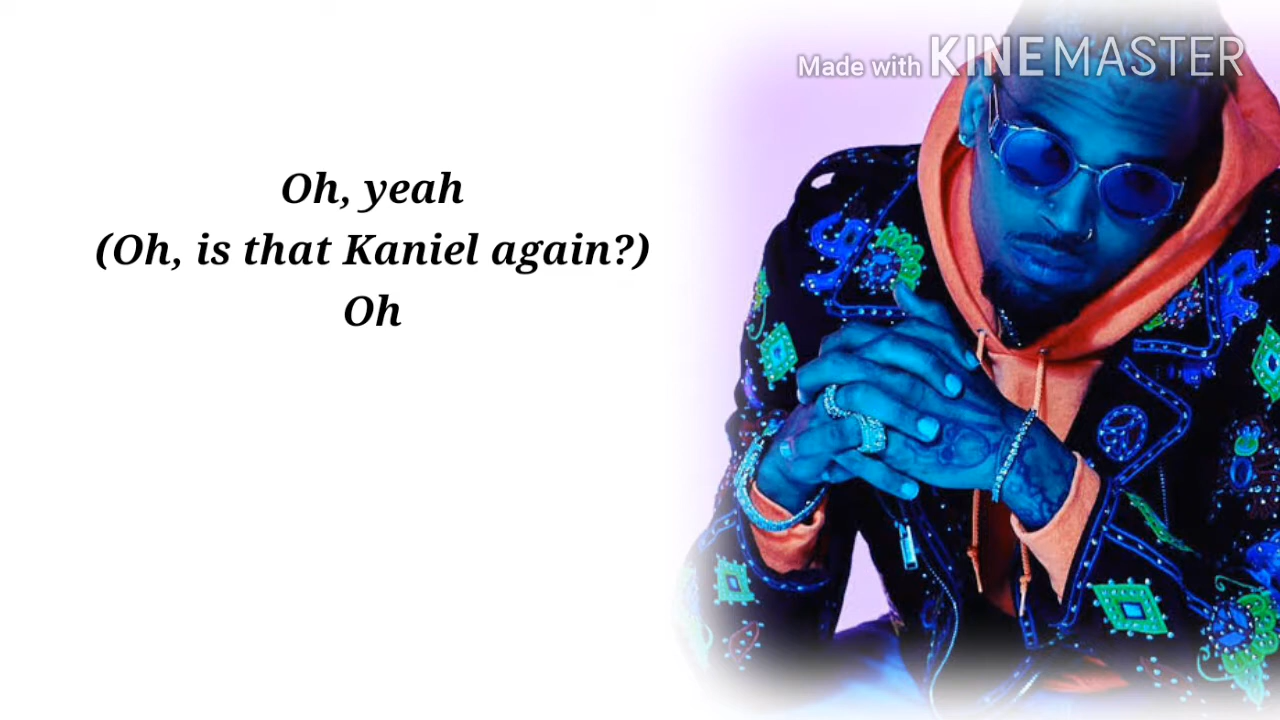 Made with KINEMASTER
Oh, yeah
(Oh, is that Kaniel again?)
Oh